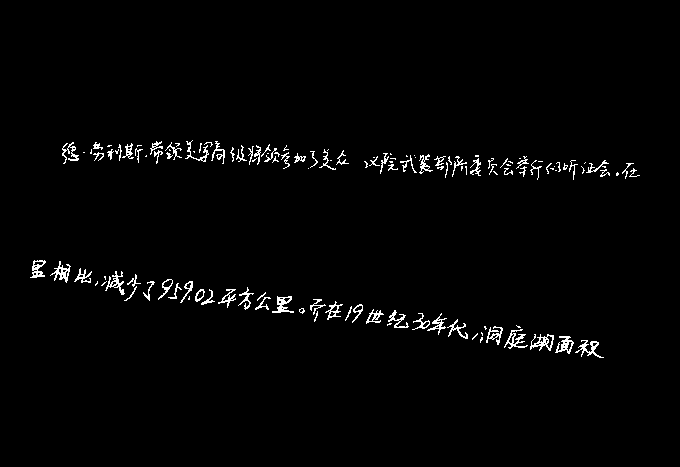 德·劳利斯,带领美军高级将领参加了美众 议院武装部所委员会举行的听证会。在
里相比,减少了959.02平方公里。而在19世纪30年代,洞庭湖面积